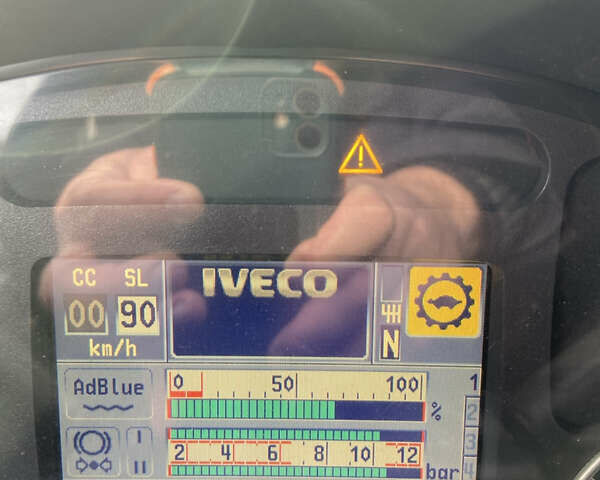 !
CC SL IVECO
00 90
km/h N
AdBlue 0 50 100 1
% 2
I 3
2 4 6 8 10 12
II bar 4